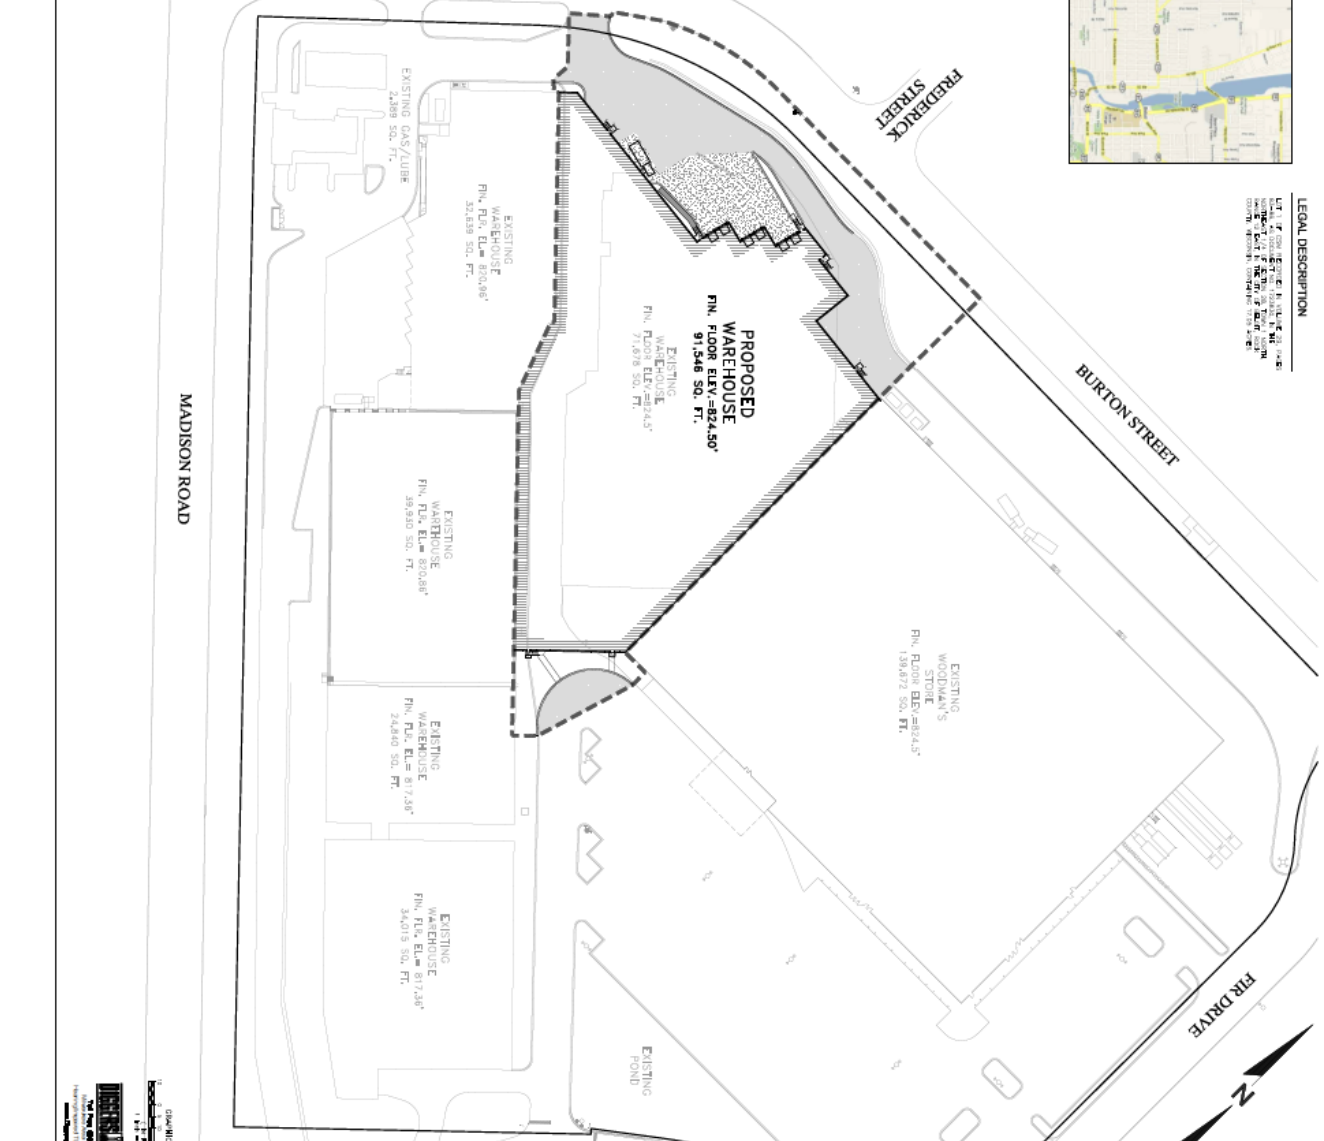 FREDERICK
STREET
LEGAL DESCRIPTION
EXISTING GAS/LUBE
2,389 SQ. FT.
EXISTING
WAREHOUSE
FIN. FLR. EL.= 820.96'
32,639 SQ. FT.
PROPOSED
WAREHOUSE
FIN. FLOOR ELEV.=824.50'
91,546 SQ. FT.
EXISTING
WAREHOUSE
FIN. FLOOR ELEV.=824.5'
71,678 SQ. FT.
BURTON STREET
MADISON ROAD
EXISTING
WAREHOUSE
FIN. FLR. EL.= 820.86'
39,930 SQ. FT.
EXISTING
WOODMAN'S
STORE
FIN. FLOOR ELEV.=824.5'
139,672 SQ. FT.
EXISTING
WAREHOUSE
FIN. FLR. EL.= 817.36'
24,840 SQ. FT.
EXISTING
WAREHOUSE
FIN. FLR. EL.= 817.36'
34,015 SQ. FT.
FIR DRIVE
EXISTING
POND
N
DIGGERS